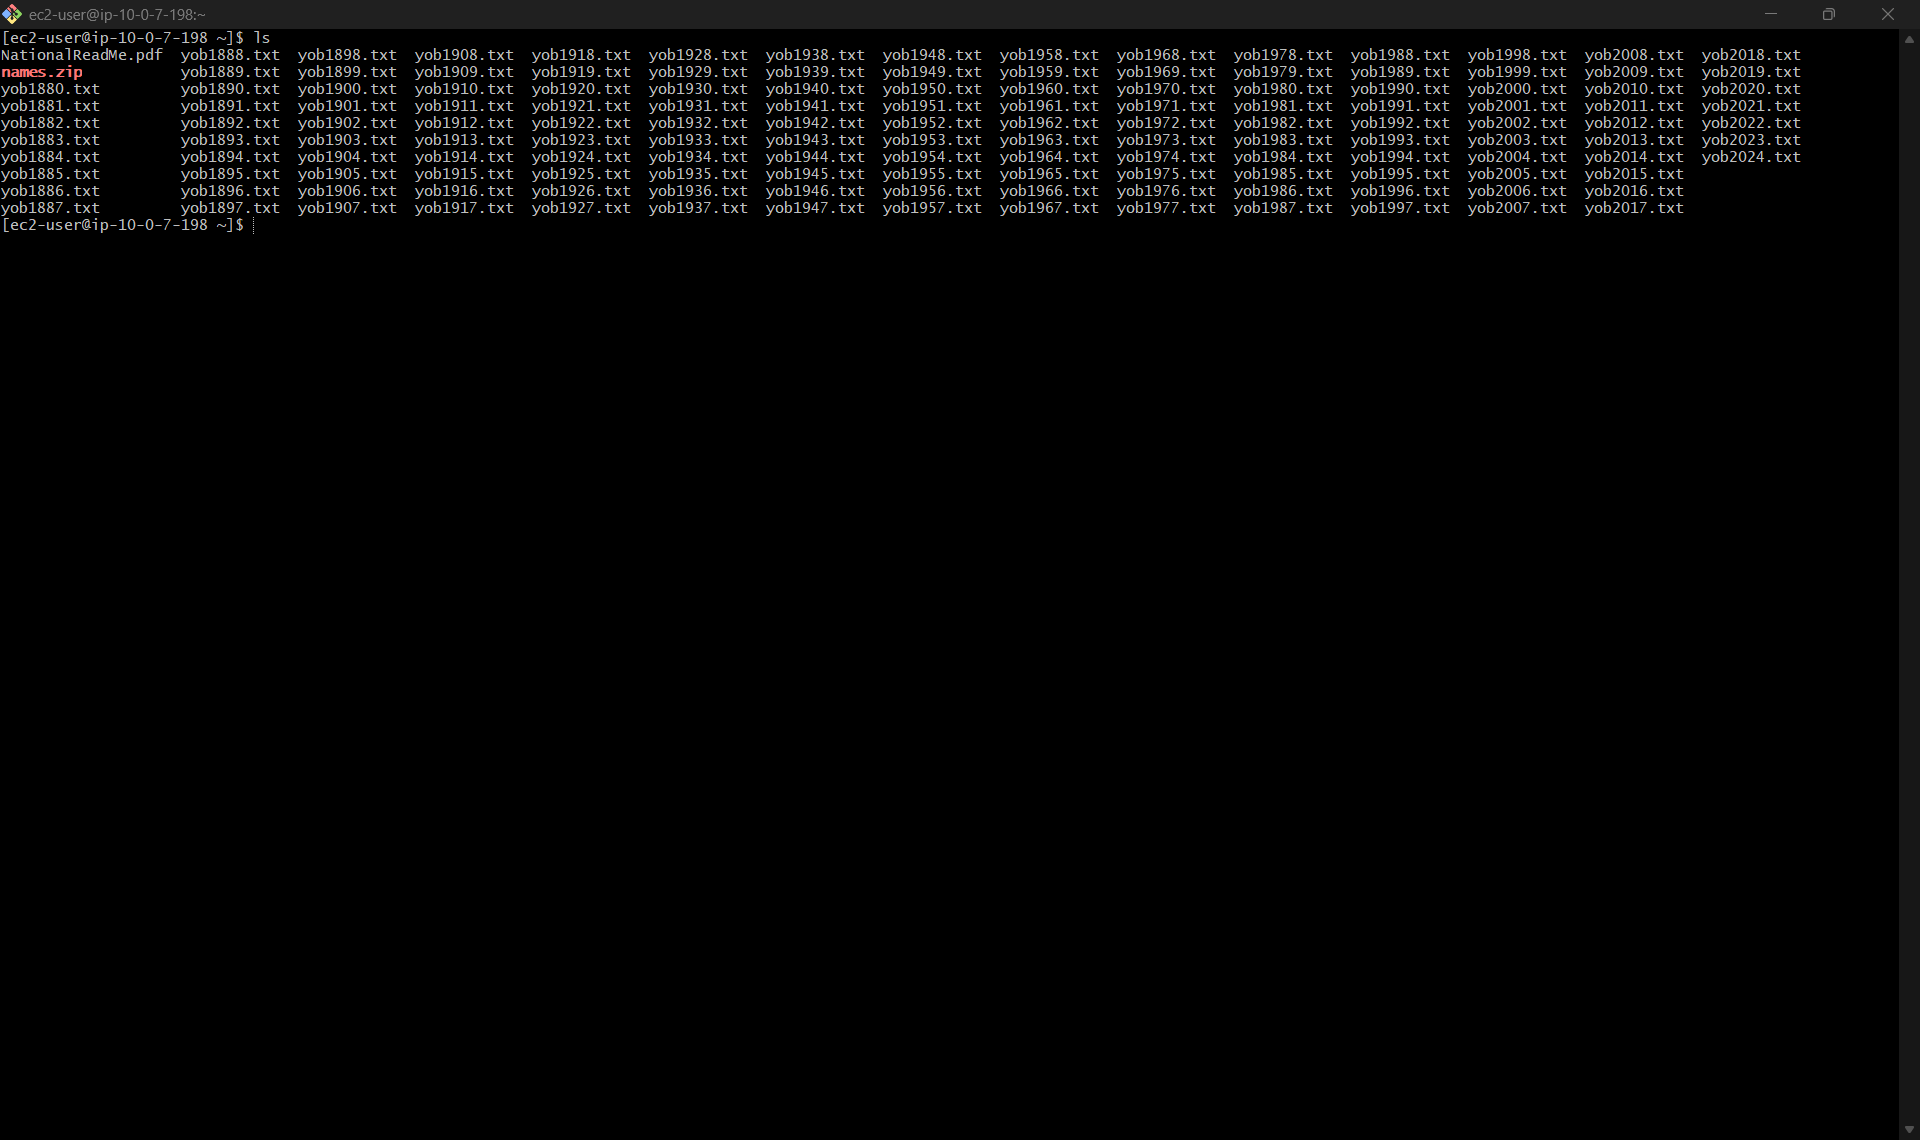 ec2-user@ip-10-0-7-198:~
[ec2-user@ip-10-0-7-198 ~]$ ls
NationalReadMe.pdf  yob1888.txt  yob1898.txt  yob1908.txt  yob1918.txt  yob1928.txt  yob1938.txt  yob1948.txt  yob1958.txt  yob1968.txt  yob1978.txt  yob1988.txt  yob1998.txt  yob2008.txt  yob2018.txt
names.zip           yob1889.txt  yob1899.txt  yob1909.txt  yob1919.txt  yob1929.txt  yob1939.txt  yob1949.txt  yob1959.txt  yob1969.txt  yob1979.txt  yob1989.txt  yob1999.txt  yob2009.txt  yob2019.txt
yob1880.txt         yob1890.txt  yob1900.txt  yob1910.txt  yob1920.txt  yob1930.txt  yob1940.txt  yob1950.txt  yob1960.txt  yob1970.txt  yob1980.txt  yob1990.txt  yob2000.txt  yob2010.txt  yob2020.txt
yob1881.txt         yob1891.txt  yob1901.txt  yob1911.txt  yob1921.txt  yob1931.txt  yob1941.txt  yob1951.txt  yob1961.txt  yob1971.txt  yob1981.txt  yob1991.txt  yob2001.txt  yob2011.txt  yob2021.txt
yob1882.txt         yob1892.txt  yob1902.txt  yob1912.txt  yob1922.txt  yob1932.txt  yob1942.txt  yob1952.txt  yob1962.txt  yob1972.txt  yob1982.txt  yob1992.txt  yob2002.txt  yob2012.txt  yob2022.txt
yob1883.txt         yob1893.txt  yob1903.txt  yob1913.txt  yob1923.txt  yob1933.txt  yob1943.txt  yob1953.txt  yob1963.txt  yob1973.txt  yob1983.txt  yob1993.txt  yob2003.txt  yob2013.txt  yob2023.txt
yob1884.txt         yob1894.txt  yob1904.txt  yob1914.txt  yob1924.txt  yob1934.txt  yob1944.txt  yob1954.txt  yob1964.txt  yob1974.txt  yob1984.txt  yob1994.txt  yob2004.txt  yob2014.txt  yob2024.txt
yob1885.txt         yob1895.txt  yob1905.txt  yob1915.txt  yob1925.txt  yob1935.txt  yob1945.txt  yob1955.txt  yob1965.txt  yob1975.txt  yob1985.txt  yob1995.txt  yob2005.txt  yob2015.txt
yob1886.txt         yob1896.txt  yob1906.txt  yob1916.txt  yob1926.txt  yob1936.txt  yob1946.txt  yob1956.txt  yob1966.txt  yob1976.txt  yob1986.txt  yob1996.txt  yob2006.txt  yob2016.txt
yob1887.txt         yob1897.txt  yob1907.txt  yob1917.txt  yob1927.txt  yob1937.txt  yob1947.txt  yob1957.txt  yob1967.txt  yob1977.txt  yob1987.txt  yob1997.txt  yob2007.txt  yob2017.txt
[ec2-user@ip-10-0-7-198 ~]$